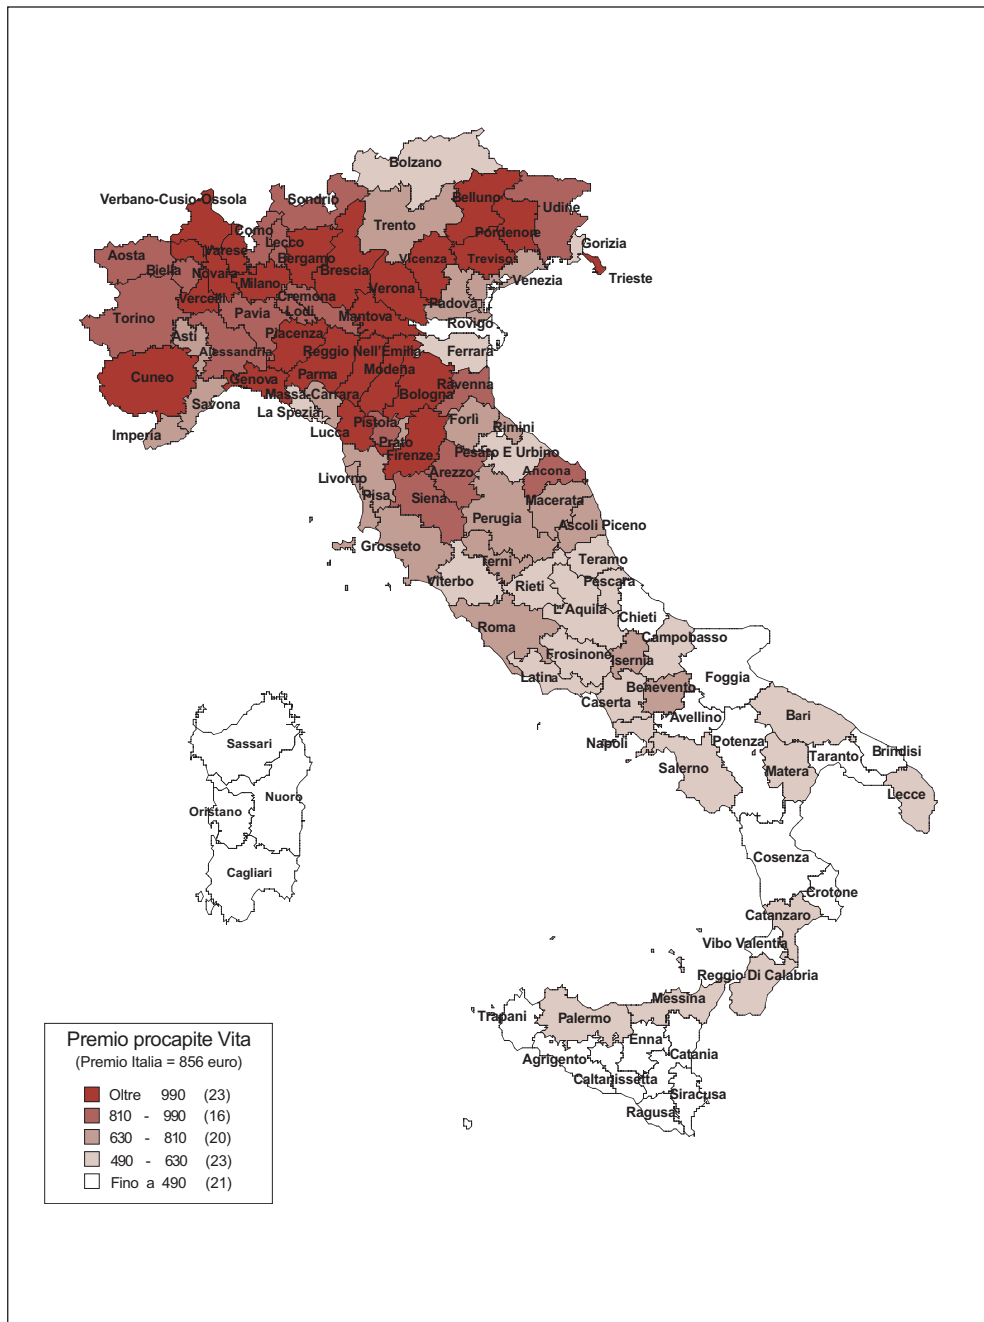 Bolzano
Verbano-Cusio-Ossola
Sondrio
Belluno
Udine
Trento
Como
Pordenone
Lecco
Gorizia
Aosta
Varese
Bergamo
Vicenza
Treviso
Biella
Novara
Brescia
Trieste
Milano
Verona
Venezia
Vercelli
Cremona
Padova
Torino
Pavia
Lodi
Mantova
Rovigo
Asti
Piacenza
Alessandria
Reggio Nell'Emilia
Ferrara
Cuneo
Genova
Parma
Modena
Ravenna
Massa-Carrara
Bologna
Savona
La Spezia
Pistoia
Forlì
Imperia
Lucca
Rimini
Prato
Firenze
Pesaro E Urbino
Arezzo
Ancona
Livorno
Pisa
Siena
Macerata
Perugia
Ascoli Piceno
Grosseto
Terni
Teramo
Viterbo
Rieti
Pescara
L'Aquila
Chieti
Roma
Campobasso
Frosinone
Isernia
Latina
Foggia
Benevento
Caserta
Avellino
Bari
Napoli
Potenza
Sassari
Taranto
Brindisi
Salerno
Matera
Nuoro
Lecce
Oristano
Cosenza
Cagliari
Crotone
Catanzaro
Vibo Valentia
Reggio Di Calabria
Messina
Trapani
Palermo
Enna
Agrigento
Catania
Caltanissetta
Siracusa
Ragusa
Premio procapite Vita
(Premio Italia = 856 euro)
Oltre 990 (23)
810 - 990 (16)
630 - 810 (20)
490 - 630 (23)
Fino a 490 (21)